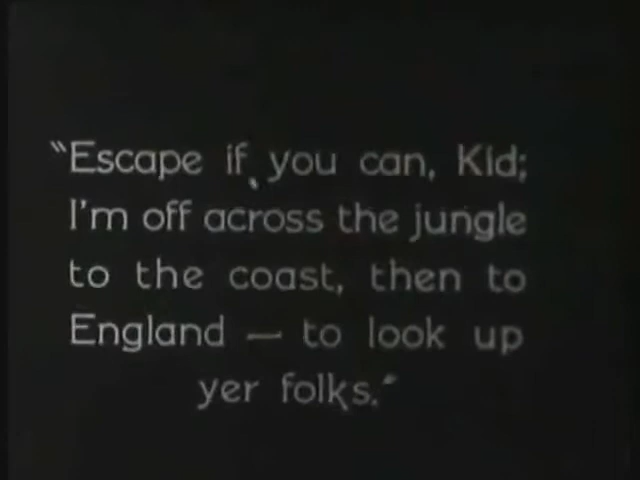 "Escape if you can, Kid;
I'm off across the jungle
to the coast, then to
England — to look up
yer folks."